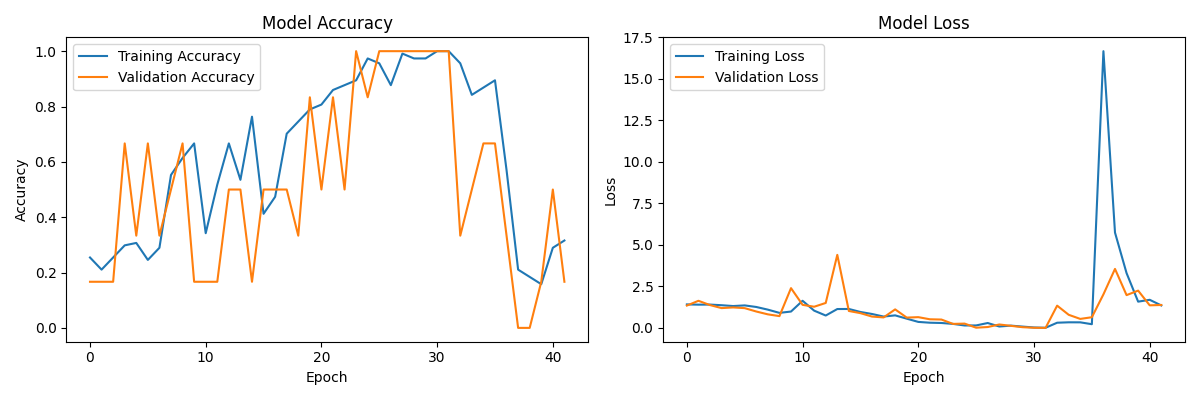 Model Accuracy
Training Accuracy
Validation Accuracy
1.0
0.8
0.6
0.4
0.2
0.0
Accuracy
0
10
20
30
40
Epoch
Model Loss
Training Loss
Validation Loss
17.5
15.0
12.5
10.0
7.5
5.0
2.5
0.0
Loss
0
10
20
30
40
Epoch